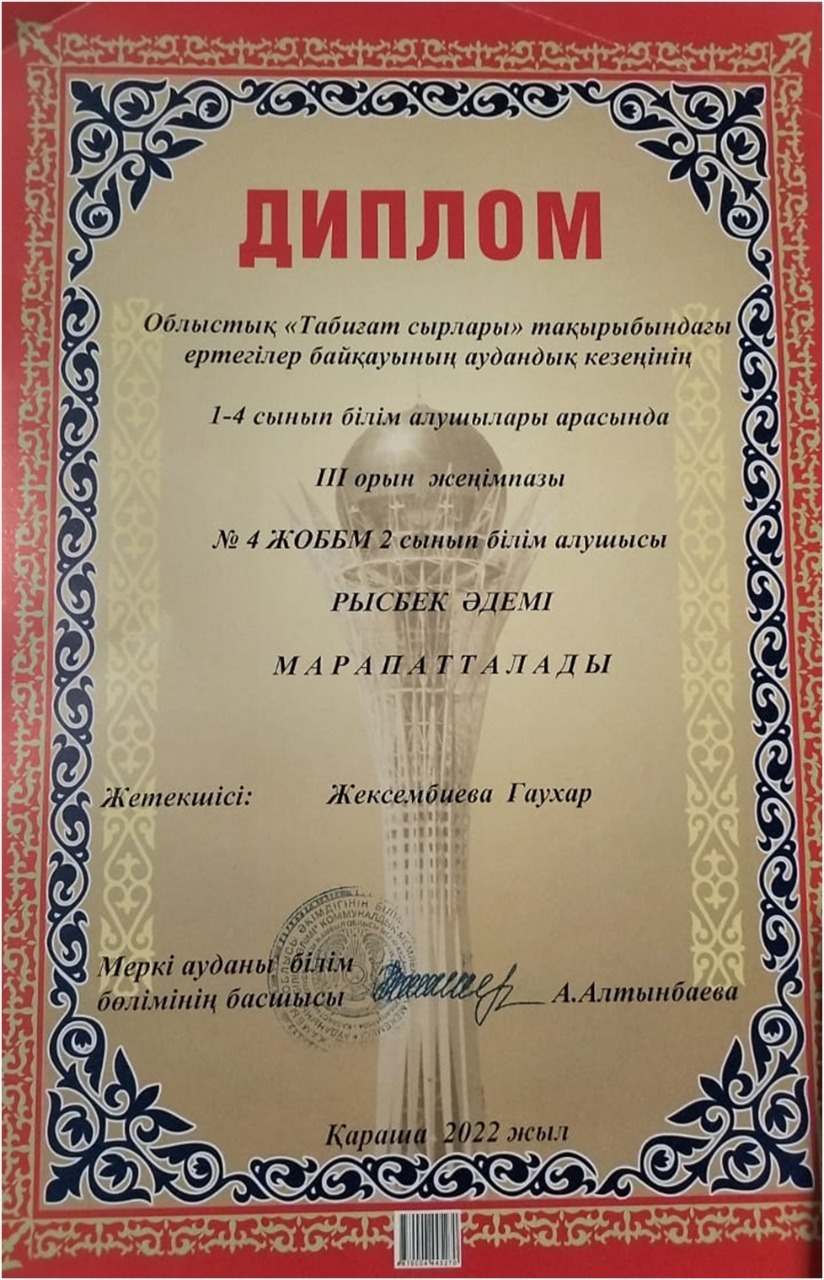 ДИПЛОМ
Облыстық «Табиғат сырлары» тақырыбындағы
ертегілер байқауының аудандық кезеңінің
1-4 сынып білім алушылары арасында
III орын жеңімпазы
№ 4 ЖОББМ 2 сынып білім алушысы
РЫСБЕК ӘДЕМІ
МАРАПАТТАЛАДЫ
Жетекшісі: Жексембиева Гаухар
Меркі ауданы білім
бөлімінің басшысы А.Алтынбаева
Қараша 2022 жыл